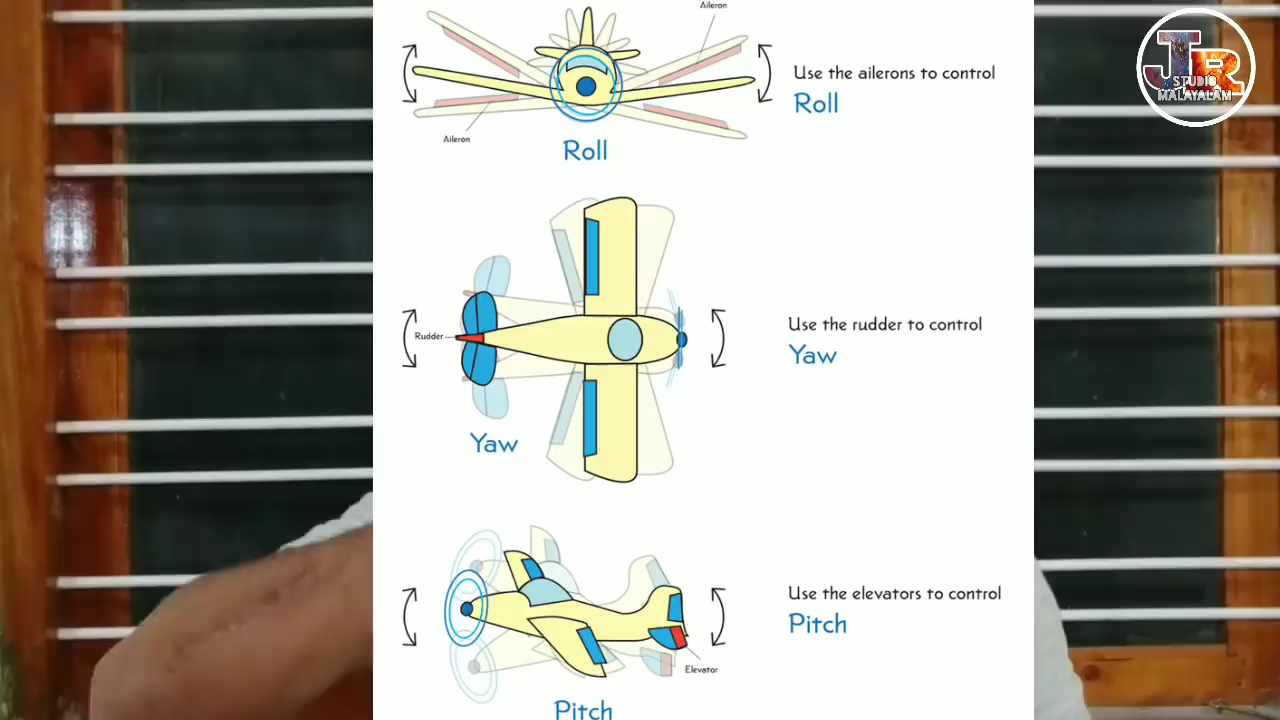 Aileron
Use the ailerons to control
Roll
Aileron
Roll
Rudder
Use the rudder to control
Yaw
Yaw
Use the elevators to control
Pitch
Elevator
Pitch
JR
STUDIO
MALAYALAM